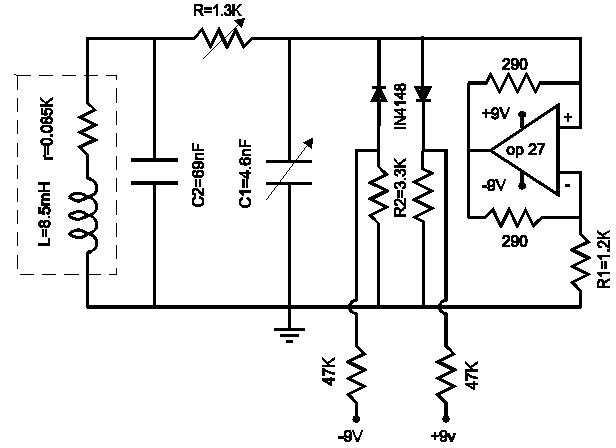 R=1.3K
290
+9V
+
op 27
-9V
-
290
IN4148
r=0.065K
L=8.5mH
C2=69nF
C1=4.6nF
R2=3.3K
R1=1.2K
47K
47K
-9V
+9v